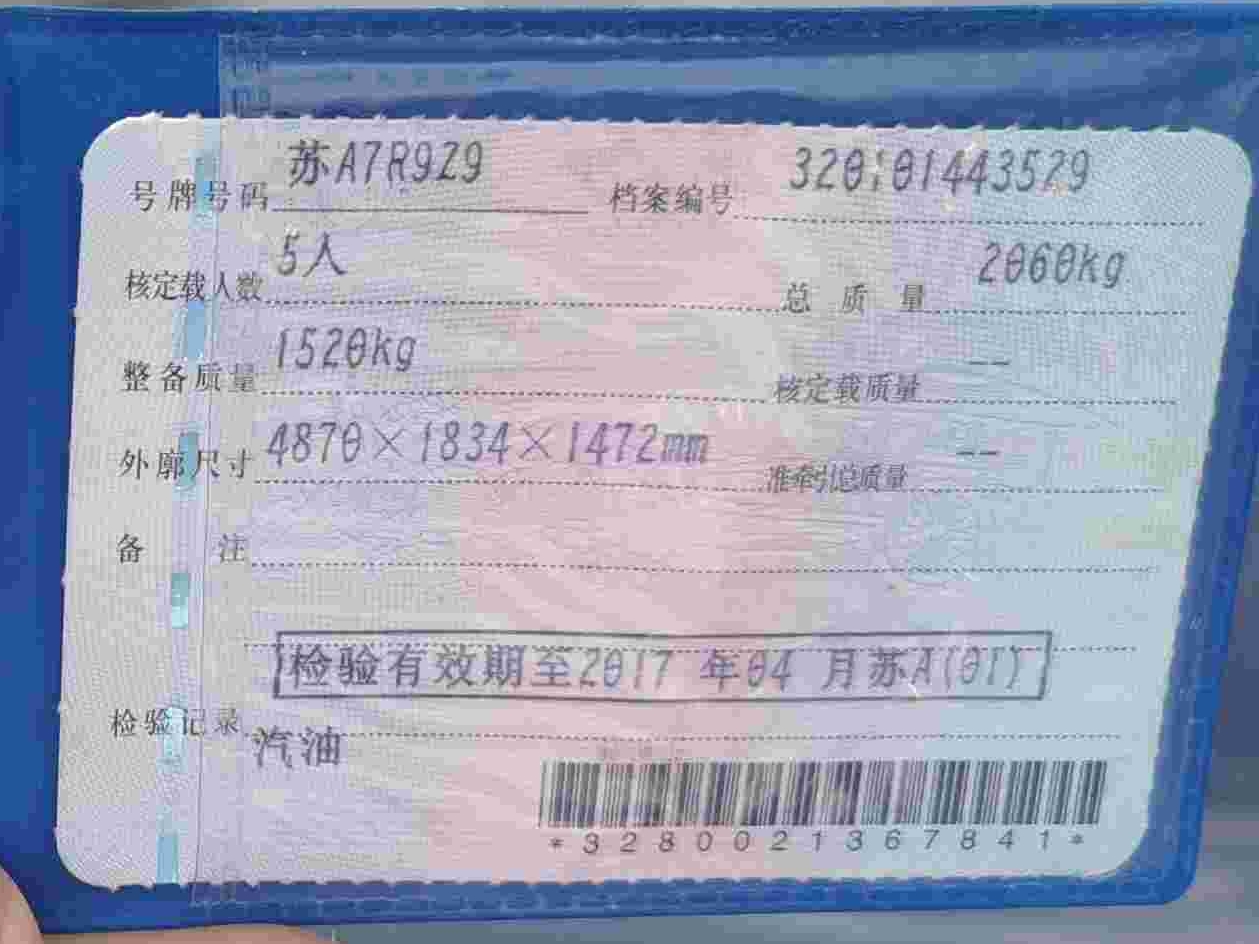 号牌号码 苏A7R9Z9 档案编号 320101443529
核定载人数 5人 总质量 2060kg
整备质量 1520kg 核定载质量 --
外廓尺寸 4870×1834×1472mm 准牵引总质量 --
备注
检验有效期至2017年04月苏A(01)
检验记录
汽油
*3280021367841*